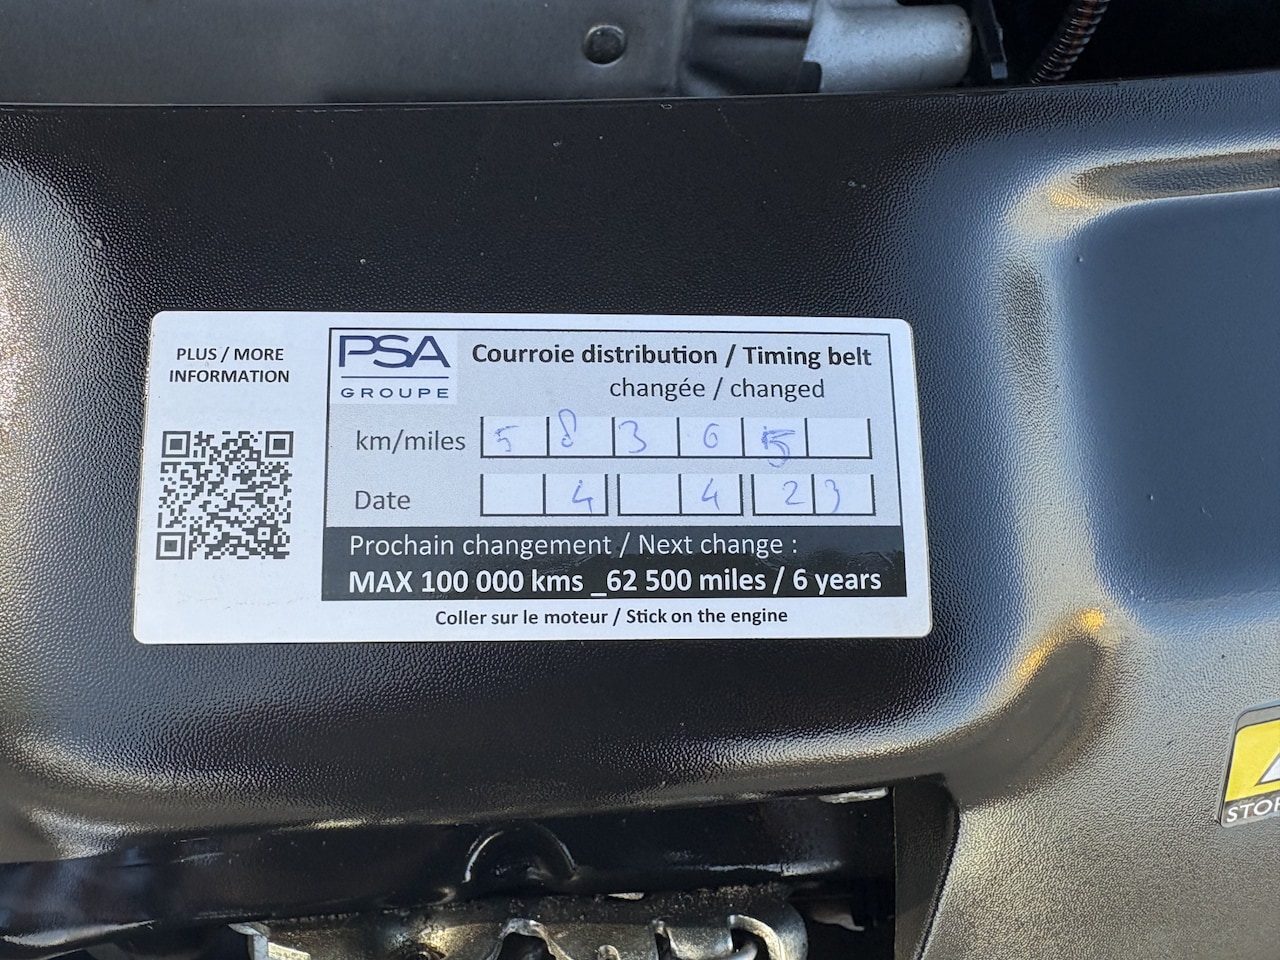 PLUS / MORE
INFORMATION
PSA
GROUPE
Courroie distribution / Timing belt
changée / changed
km/miles 5 8 3 6 5
Date 4 4 2 3
Prochain changement / Next change :
MAX 100 000 kms _62 500 miles / 6 years
Coller sur le moteur / Stick on the engine